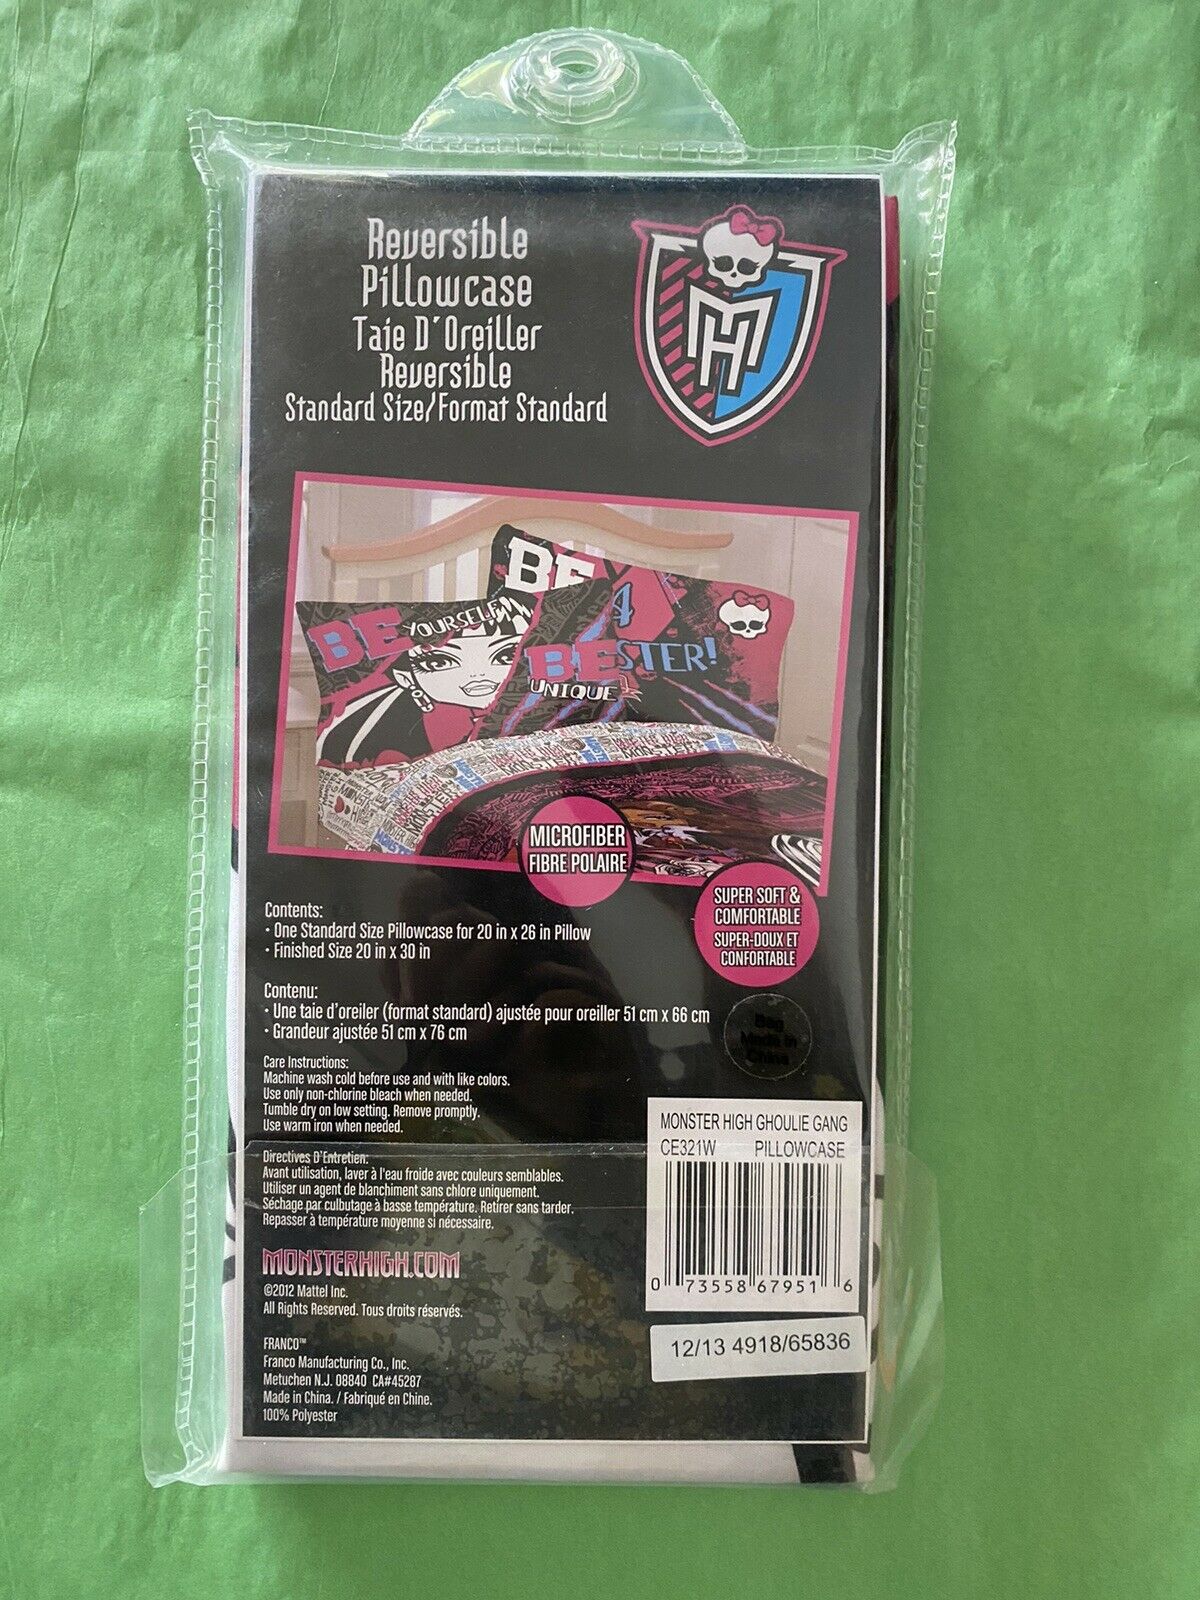 Reversible
Pillowcase
Taie D'Oreiller
Reversible
Standard Size/Format Standard
MH
BE
BE YOURSELF
A
STER!
BE
UNIQUE
MICROFIBER
FIBRE POLAIRE
SUPER SOFT &
COMFORTABLE
SUPER-DOUX ET
CONFORTABLE
Contents:
• One Standard Size Pillowcase for 20 in x 26 in Pillow
• Finished Size 20 in x 30 in
Contenu:
• Une taie d'oreiler (format standard) ajustée pour oreiller 51 cm x 66 cm
• Grandeur ajustée 51 cm x 76 cm
Bag
Made in
China
Care Instructions:
Machine wash cold before use and with like colors.
Use only non-chlorine bleach when needed.
Tumble dry on low setting. Remove promptly.
Use warm iron when needed.
Directives D'Entretien:
Avant utilisation, laver à l'eau froide avec couleurs semblables.
Utiliser un agent de blanchiment sans chlore uniquement.
Séchage par culbutage à basse température. Retirer sans tarder.
Repasser à température moyenne si nécessaire.
MONSTERHIGH.COM
©2012 Mattel Inc.
All Rights Reserved. Tous droits réservés.
FRANCO™
Franco Manufacturing Co., Inc.
Metuchen N.J. 08840 CA#45287
Made in China. / Fabriqué en Chine.
100% Polyester
MONSTER HIGH GHOULIE GANG
CE321W PILLOWCASE
0 73558 67951 6
12/13 4918/65836